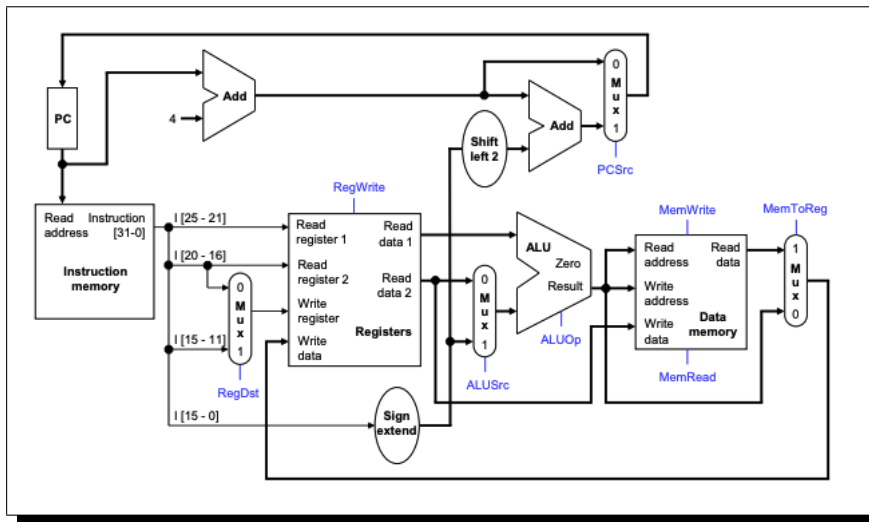 0
M
u
x
1
Add
PC
4
Add
Shift
left 2
PCSrc
RegWrite
MemWrite
MemToReg
Read
address
Instruction
[31-0]
Instruction
memory
I [25 - 21]
I [20 - 16]
I [15 - 11]
I [15 - 0]
0
M
u
x
1
RegDst
Read
register 1
Read
register 2
Write
register
Write
data
Read
data 1
Read
data 2
Registers
0
M
u
x
1
ALUSrc
ALU
Zero
Result
ALUOp
Read
address
Write
address
Write
data
Read
data
Data
memory
MemRead
1
M
u
x
0
Sign
extend